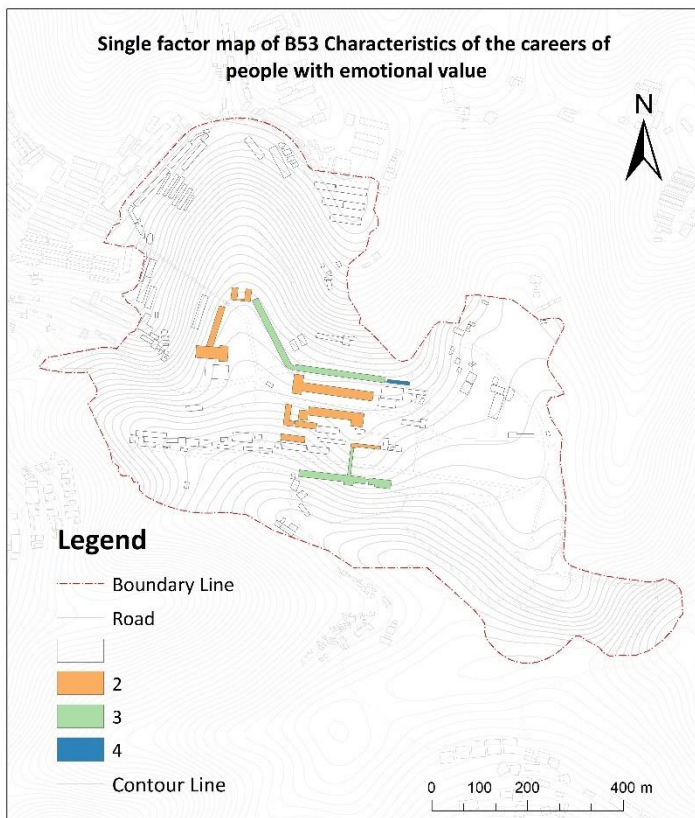 Single factor map of B53 Characteristics of the careers of
people with emotional value
N
Legend
Boundary Line
Road
2
3
4
Contour Line
0 100 200 400 m